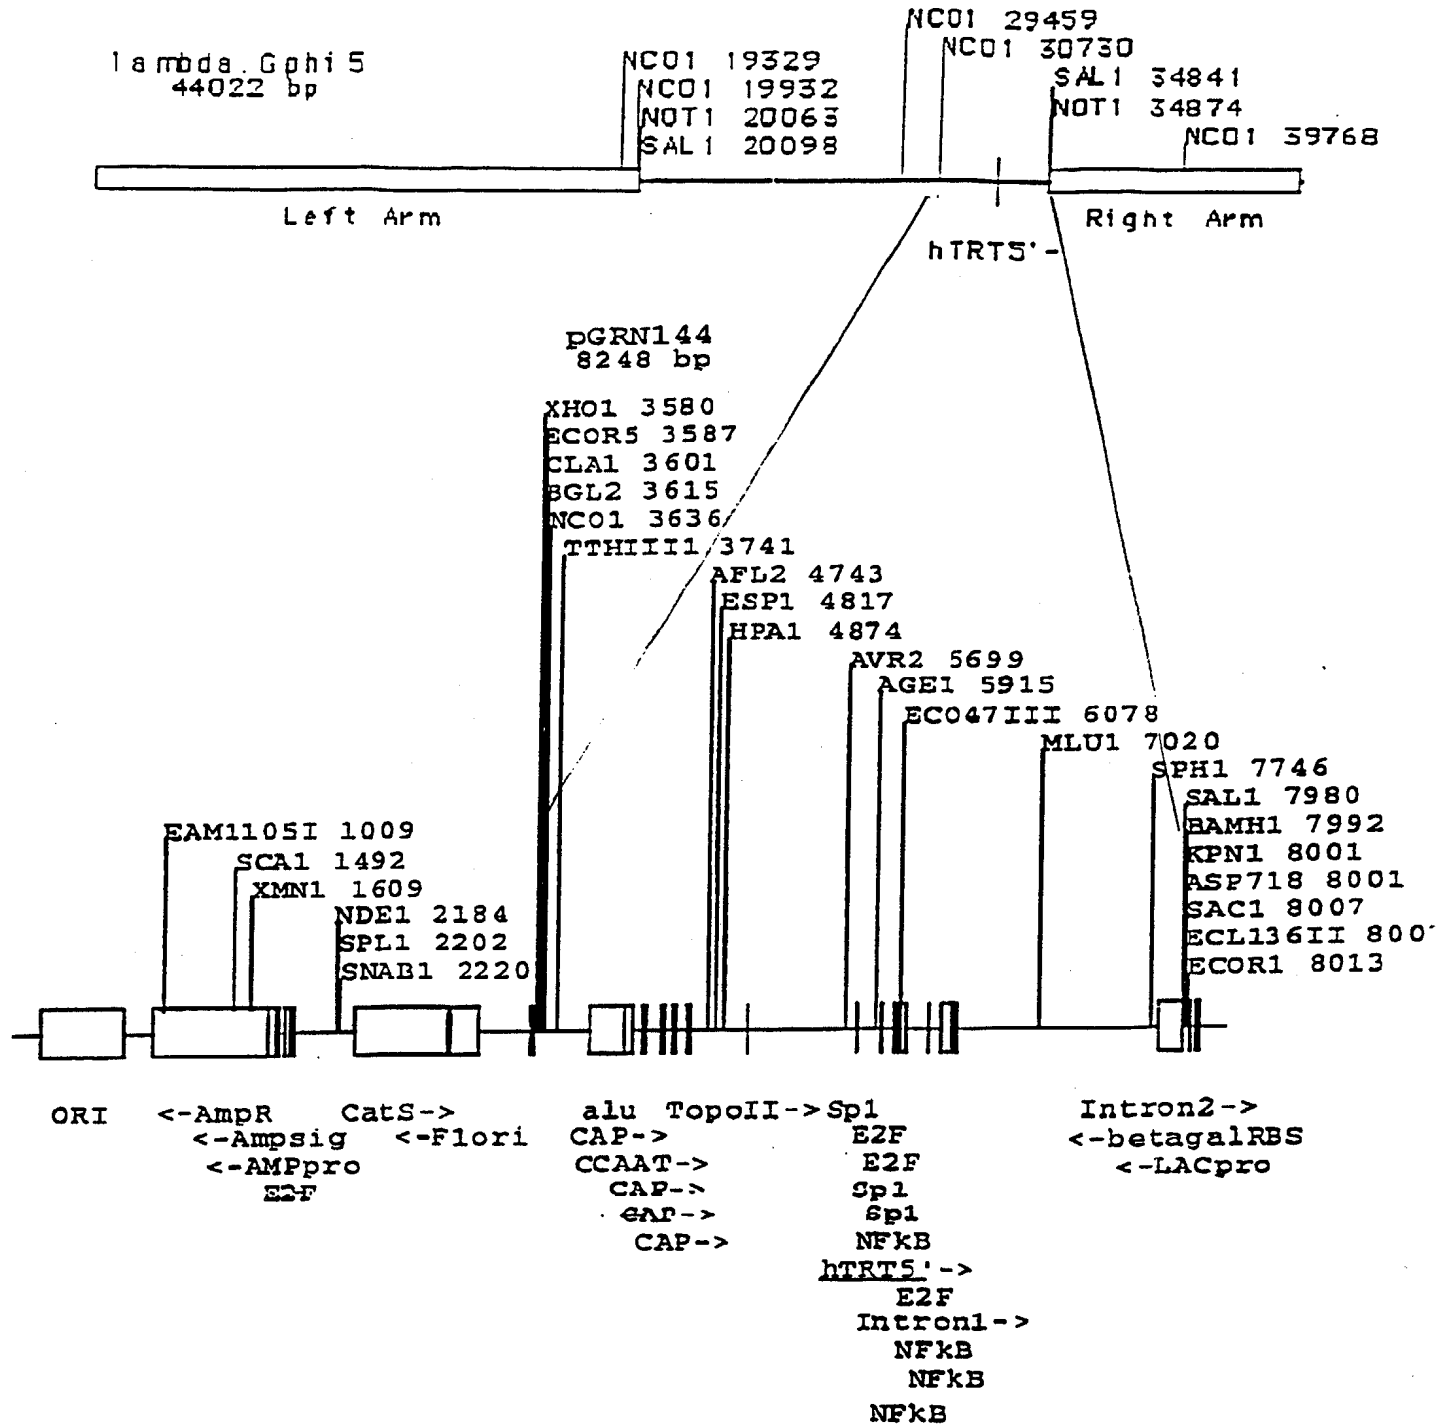 lambda.Gphi5
44022 bp
NCO1 19329
NCO1 19932
NOT1 20063
SAL1 20098
NCO1 29459
NCO1 30730
SAL1 34841
NOT1 34874
NCO1 39768
Left Arm
Right Arm
hTRT5'-
pGRN144
8248 bp
XHO1 3580
ECOR5 3587
CLA1 3601
BGL2 3615
NCO1 3636
TTHIII1 3741
AFL2 4743
ESP1 4817
HPA1 4874
AVR2 5699
AGE1 5915
ECO47III 6078
MLU1 7020
SPH1 7746
SAL1 7980
BAMH1 7992
KPN1 8001
ASP718 8001
SAC1 8007
ECL136II 800
ECOR1 8013
EAM1105I 1009
SCA1 1492
XMN1 1609
NDE1 2184
SPL1 2202
SNAB1 2220
ORI
<-AmpR
<-Ampsig
<-AMPpro
E2F
CatS->
<-F1ori
alu
CAP->
CCAAT->
CAP->
CAP->
CAP->
TopoII->
Sp1
E2F
E2F
Sp1
Sp1
NFkB
hTRT5'->
E2F
Intron1->
NFkB
NFkB
NFkB
Intron2->
<-betagalRBS
<-LACpro